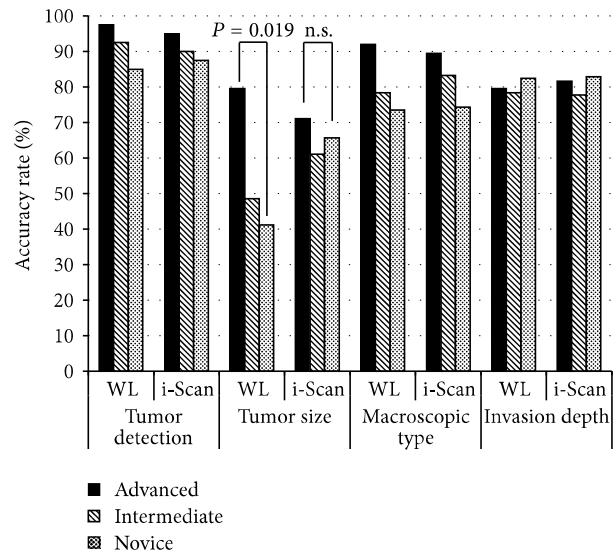 P = 0.019 n.s.
100
90
80
70
60
50
40
30
20
10
0
Accuracy rate (%)
WL i-Scan WL i-Scan WL i-Scan WL i-Scan
Tumor detection
Tumor size
Macroscopic type
Invasion depth
Advanced
Intermediate
Novice